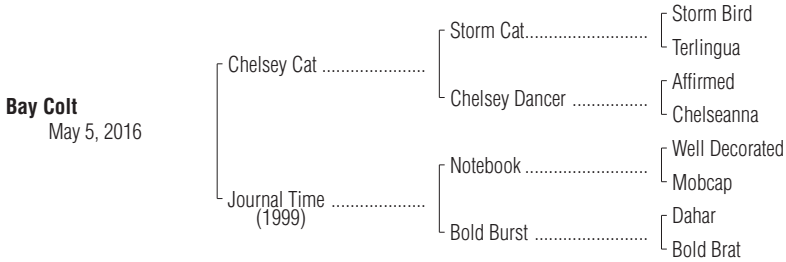 Storm Bird
Storm Cat..............................
Terlingua
Chelsey Cat ......................
Affirmed
Chelsey Dancer ..................
Chelseanna
Bay Colt
May 5, 2016
Well Decorated
Notebook .............................
Mobcap
Journal Time ....................
(1999)
Dahar
Bold Burst ...........................
Bold Brat